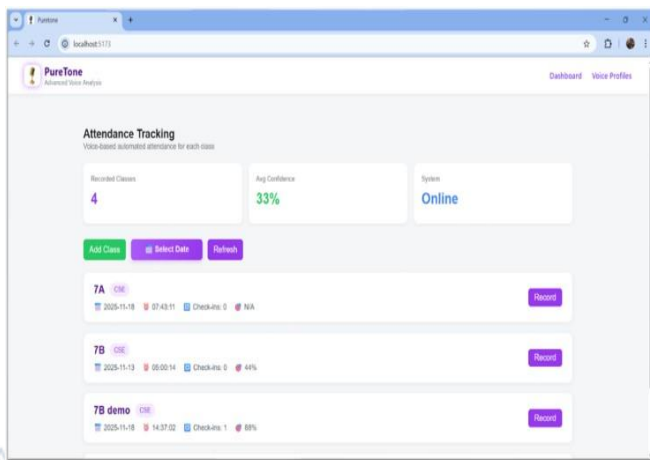 Puretone
localhost:5173
PureTone
Advanced Voice Analysis
Dashboard Voice Profiles
Attendance Tracking
Voice-based automated attendance for each class
Recorded Classes
4
Avg Confidence
33%
System
Online
Add Class
Select Date
Refresh
7A CSE
2025-11-18 07:43:11 Check-ins: 0 N/A
Record
7B CSE
2025-11-13 05:00:14 Check-ins: 0 44%
Record
7B demo CSE
2025-11-18 14:37:02 Check-ins: 1 88%
Record